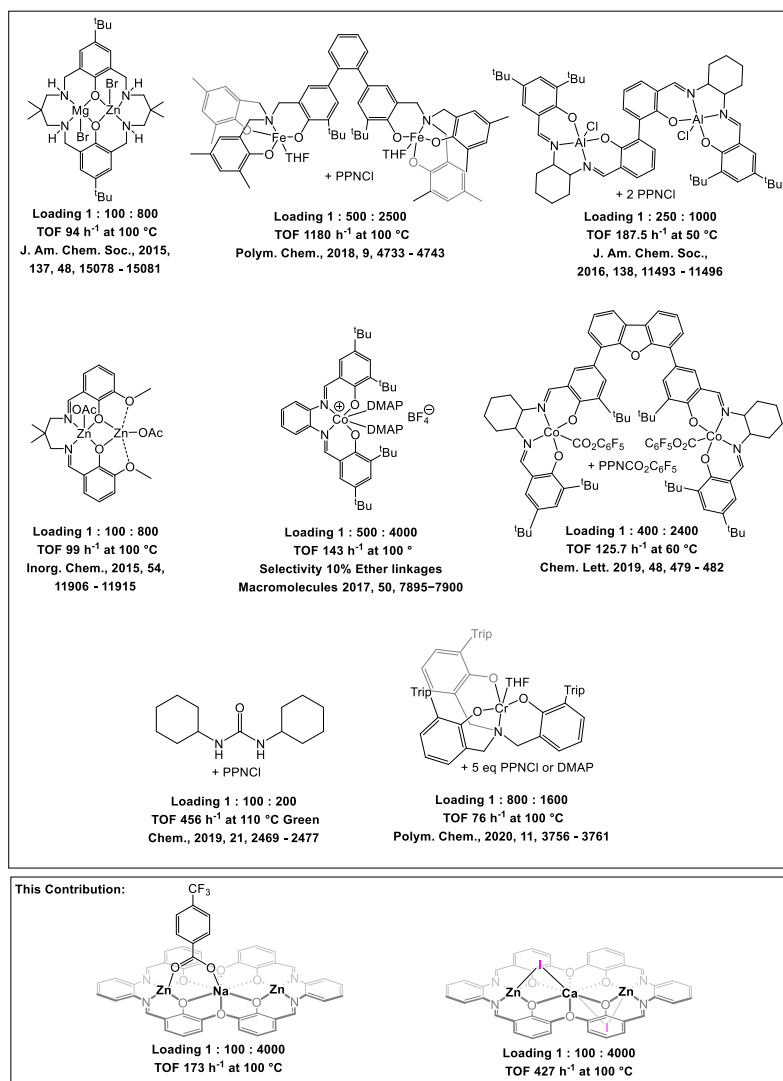 tBu
Br
H H
N Mg O Zn N
N O N
H Br H
tBu
Loading 1 : 100 : 800
TOF 94 h-1 at 100 °C
J. Am. Chem. Soc., 2015,
137, 48, 15078 - 15081
N N
O Fe O tBu tBu O Fe O
O THF THF O
+ PPNCl
Loading 1 : 500 : 2500
TOF 1180 h-1 at 100 °C
Polym. Chem., 2018, 9, 4733 - 4743
tBu
tBu
O Cl
N Al O
N
O N
Al
Cl N O
tBu tBu
+ 2 PPNCl
Loading 1 : 250 : 1000
TOF 187.5 h-1 at 50 °C
J. Am. Chem. Soc.,
2016, 138, 11493 - 11496
O
OAc
N O
Zn Zn OAc
N O
O
Loading 1 : 100 : 800
TOF 99 h-1 at 100 °C
Inorg. Chem., 2015, 54,
11906 - 11915
tBu
tBu
N O DMAP
Co BF4⊖
N O DMAP
tBu
tBu
Loading 1 : 500 : 4000
TOF 143 h-1 at 100 °
Selectivity 10% Ether linkages
Macromolecules 2017, 50, 7895−7900
O
tBu tBu
N O O N
Co CO2C6F5 C6F5O2C Co
N O O N
+ PPNCO2C6F5
tBu tBu
tBu tBu
Loading 1 : 400 : 2400
TOF 125.7 h-1 at 60 °C
Chem. Lett. 2019, 48, 479 - 482
O
N N
H H
+ PPNCl
Loading 1 : 100 : 200
TOF 456 h-1 at 110 °C Green
Chem., 2019, 21, 2469 - 2477
Trip
O THF
Trip O Cr O Trip
N
+ 5 eq PPNCl or DMAP
Loading 1 : 800 : 1600
TOF 76 h-1 at 100°C
Polym. Chem., 2020, 11, 3756 - 3761
This Contribution:
CF3
O O
N O O N
Zn Na Zn
N O O O N
Loading 1 : 100 : 4000
TOF 173 h-1 at 100 °C
I
N O O N
Zn Ca Zn
N O O O N
I
Loading 1 : 100 : 4000
TOF 427 h-1 at 100 °C